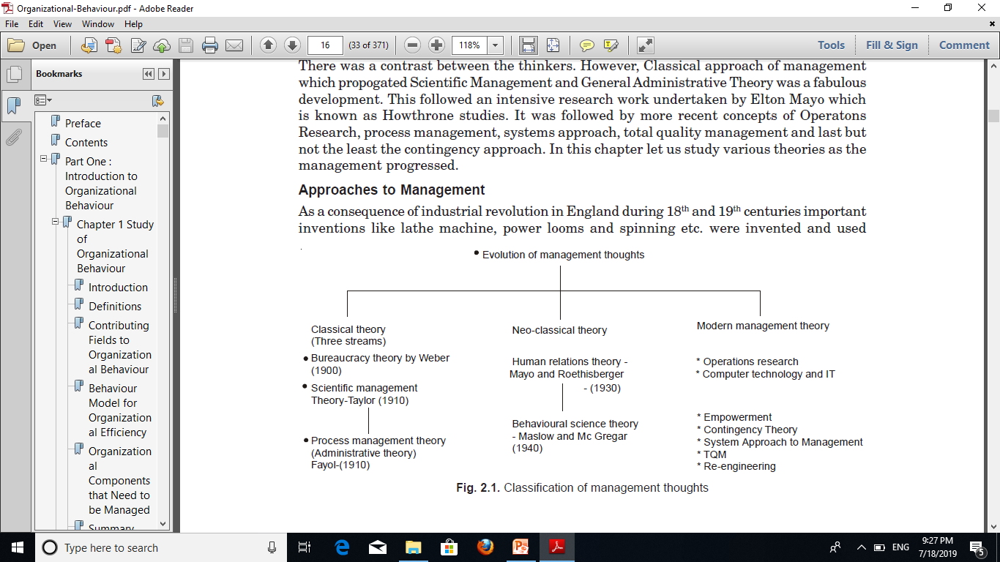 Organizational-Behaviour.pdf - Adobe Reader
File Edit View Window Help
Open 16 (33 of 371) 118% Tools Fill & Sign Comment
Bookmarks
Preface
Contents
Part One :
Introduction to
Organizational
Behaviour
Chapter 1 Study
of
Organizational
Behaviour
Introduction
Definitions
Contributing
Fields to
Organization
al Behaviour
Behaviour
Model for
Organization
al Efficiency
Organization
al
Components
that Need to
be Managed
Summary
There was a contrast between the thinkers. However, Classical approach of management
which propogated Scientific Management and General Administrative Theory was a fabulous
development. This followed an intensive research work undertaken by Elton Mayo which
is known as Howthrone studies. It was followed by more recent concepts of Operatons
Research, process management, systems approach, total quality management and last but
not the least the contingency approach. In this chapter let us study various theories as the
management progressed.
Approaches to Management
As a consequence of industrial revolution in England during 18th and 19th centuries important
inventions like lathe machine, power looms and spinning etc. were invented and used
• Evolution of management thoughts
Classical theory
(Three streams)
• Bureaucracy theory by Weber
(1900)
• Scientific management
Theory-Taylor (1910)
• Process management theory
(Administrative theory)
Fayol-(1910)
Neo-classical theory
Human relations theory -
Mayo and Roethisberger
- (1930)
Behavioural science theory
- Maslow and Mc Gregar
(1940)
Modern management theory
* Operations research
* Computer technology and IT
* Empowerment
* Contingency Theory
* System Approach to Management
* TQM
* Re-engineering
Fig. 2.1. Classification of management thoughts
Type here to search
ENG
9:27 PM
7/18/2019
5